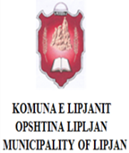 KOMUNA E LIPJANIT
OPSHTINA LIPLJAN
MUNICIPALITY OF LIPJAN